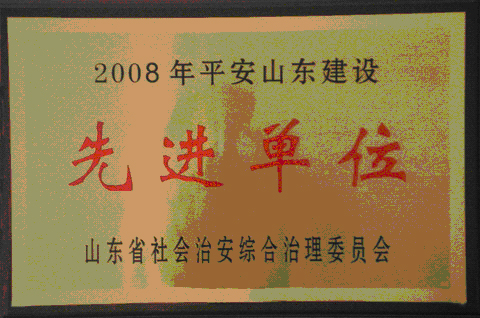 2008年平安山东建设
先进单位
山东省社会治安综合治理委员会